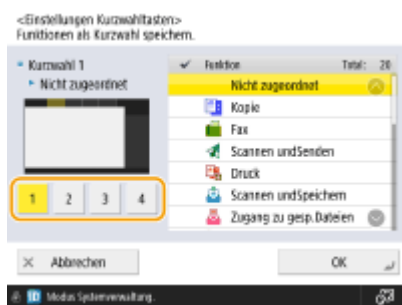 <Einstellungen Kurzwahltasten>
Funktionen als Kurzwahl speichern.
Kurzwahl 1
Nicht zugeordnet
1 2 3 4
Funktion Total: 20
Nicht zugeordnet
Kopie
Fax
Scannen undSenden
Druck
Scannen undSpeichern
Zugang zu gesp.Dateien
Abbrechen
OK
ID Modus Systemverwaltung.